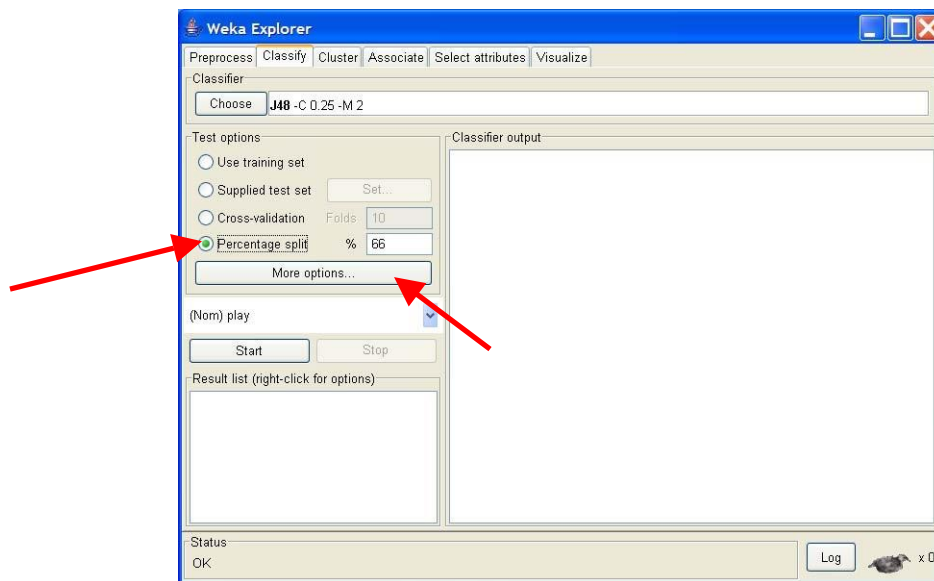 Weka Explorer
Preprocess Classify Cluster Associate Select attributes Visualize
Classifier
Choose J48 -C 0.25 -M 2
Test options
Use training set
Supplied test set Set...
Cross-validation Folds 10
Percentage split % 66
More options...
(Nom) play
Start Stop
Result list (right-click for options)
Classifier output
Status
OK
Log x 0